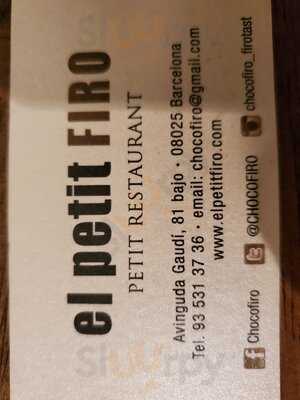 el petit FIRO
PETIT RESTAURANT
Avinguda Gaudí, 81 bajo · 08025 Barcelona
Tel. 93 531 37 36 · email: chocofiro@gmail.com
www.elpetitfiro.com
Chocofiro @CHOCOFIRO chocofiro_firotast